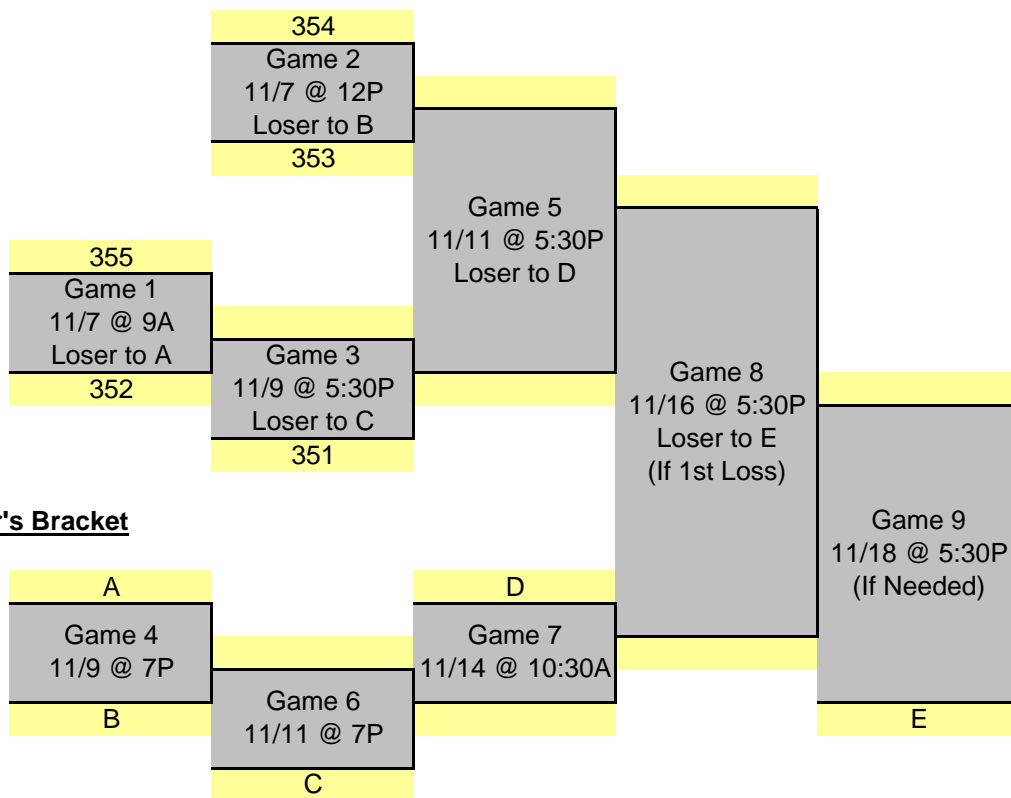 354
Game 2
11/7 @ 12P
Loser to B
353
Game 5
11/11 @ 5:30P
Loser to D
355
Game 1
11/7 @ 9A
Loser to A
352
Game 3
11/9 @ 5:30P
Loser to C
351
Game 8
11/16 @ 5:30P
Loser to E
(If 1st Loss)
Game 9
11/18 @ 5:30P
(If Needed)
E
r's Bracket
A
Game 4
11/9 @ 7P
B
Game 6
11/11 @ 7P
C
D
Game 7
11/14 @ 10:30A